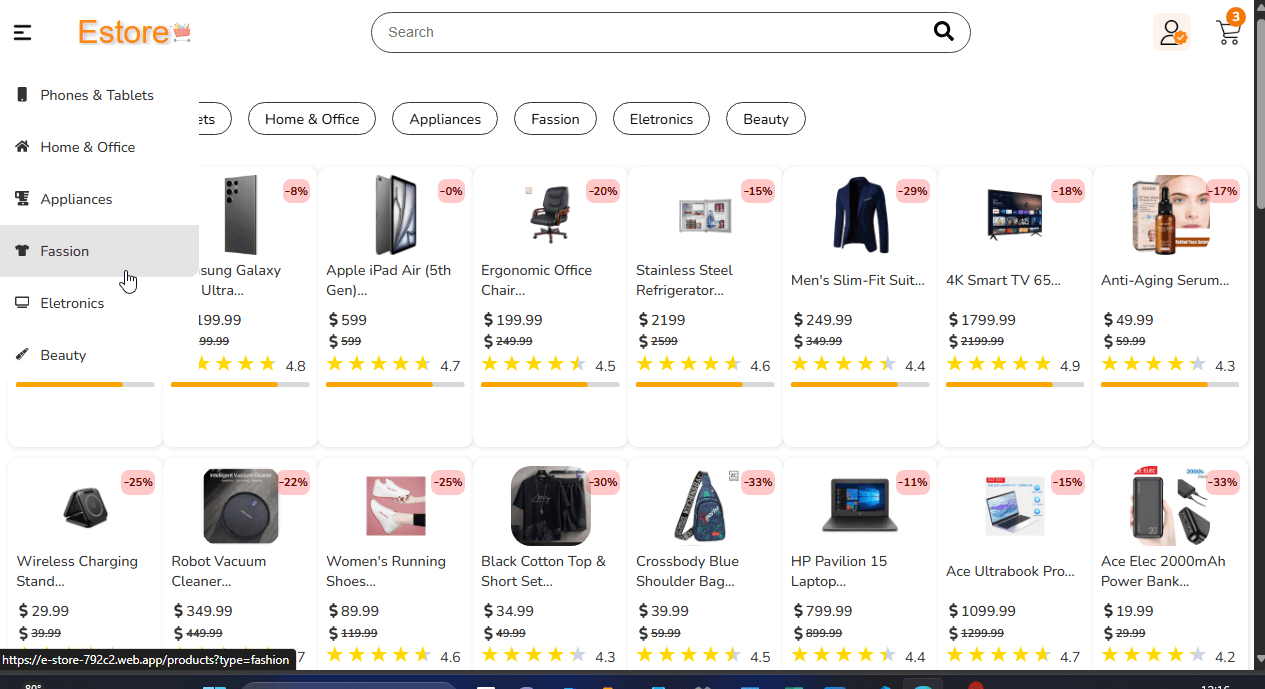 Estore
Search
3
Phones & Tablets
Home & Office
Appliances
Fassion
Eletronics
Beauty
ets
Home & Office
Appliances
Fassion
Eletronics
Beauty
-8%
sung Galaxy
Ultra...
199.99
99.99
4.8
-0%
Apple iPad Air (5th
Gen)...
$ 599
$ 599
4.7
-20%
Ergonomic Office
Chair...
$ 199.99
$ 249.99
4.5
-15%
Stainless Steel
Refrigerator...
$ 2199
$ 2599
4.6
-29%
Men's Slim-Fit Suit...
$ 249.99
$ 349.99
4.4
-18%
4K Smart TV 65...
$ 1799.99
$ 2199.99
4.9
-17%
Anti-Aging Serum...
$ 49.99
$ 59.99
4.3
-25%
Wireless Charging
Stand...
$ 29.99
$ 39.99
-22%
Intelligent Vacuum Cleaner
Robot Vacuum
Cleaner...
$ 349.99
$ 449.99
7
-25%
Women's Running
Shoes...
$ 89.99
$ 119.99
4.6
-30%
Black Cotton Top &
Short Set...
$ 34.99
$ 49.99
4.3
-33%
Crossbody Blue
Shoulder Bag...
$ 39.99
$ 59.99
4.5
-11%
HP Pavilion 15
Laptop...
$ 799.99
$ 899.99
4.4
-15%
Ace Ultrabook Pro...
$ 1099.99
$ 1299.99
4.7
-33%
ELEC
20
Ace Elec 2000mAh
Power Bank...
$ 19.99
$ 29.99
4.2
https://e-store-792c2.web.app/products?type=fashion
80°
12:16